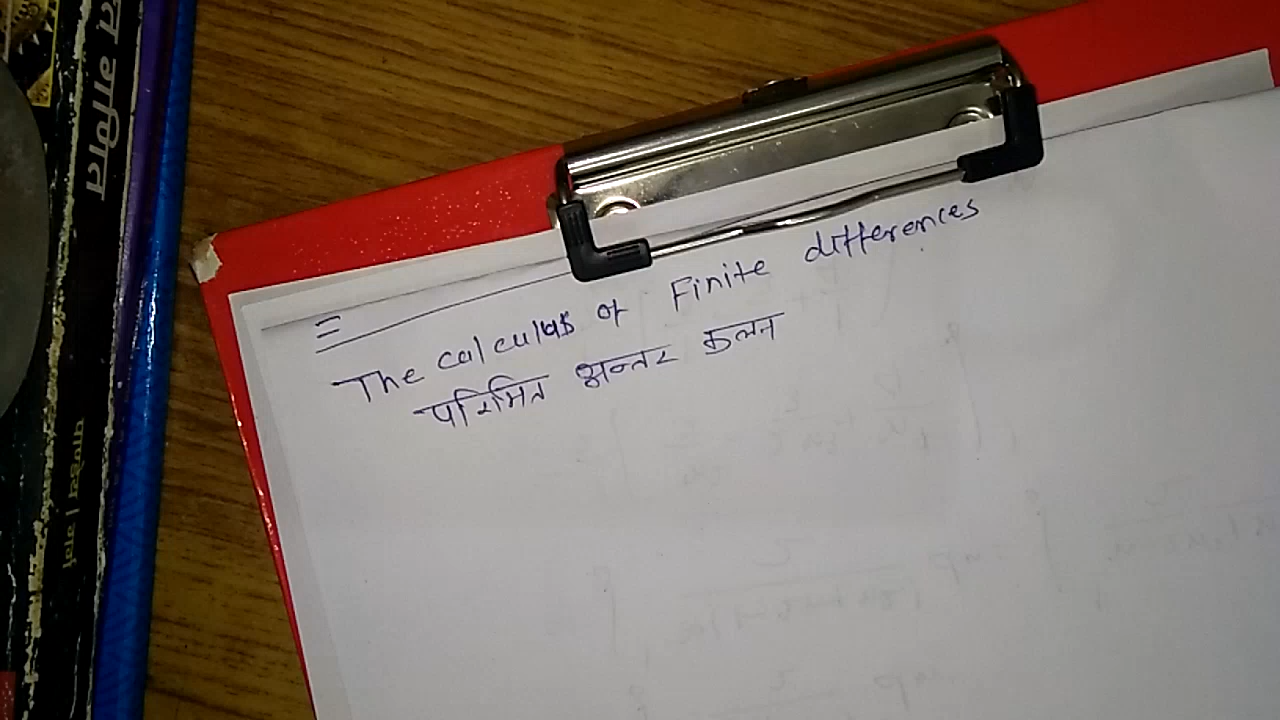 The calculus of Finite differences
परिमित अन्तर कलन